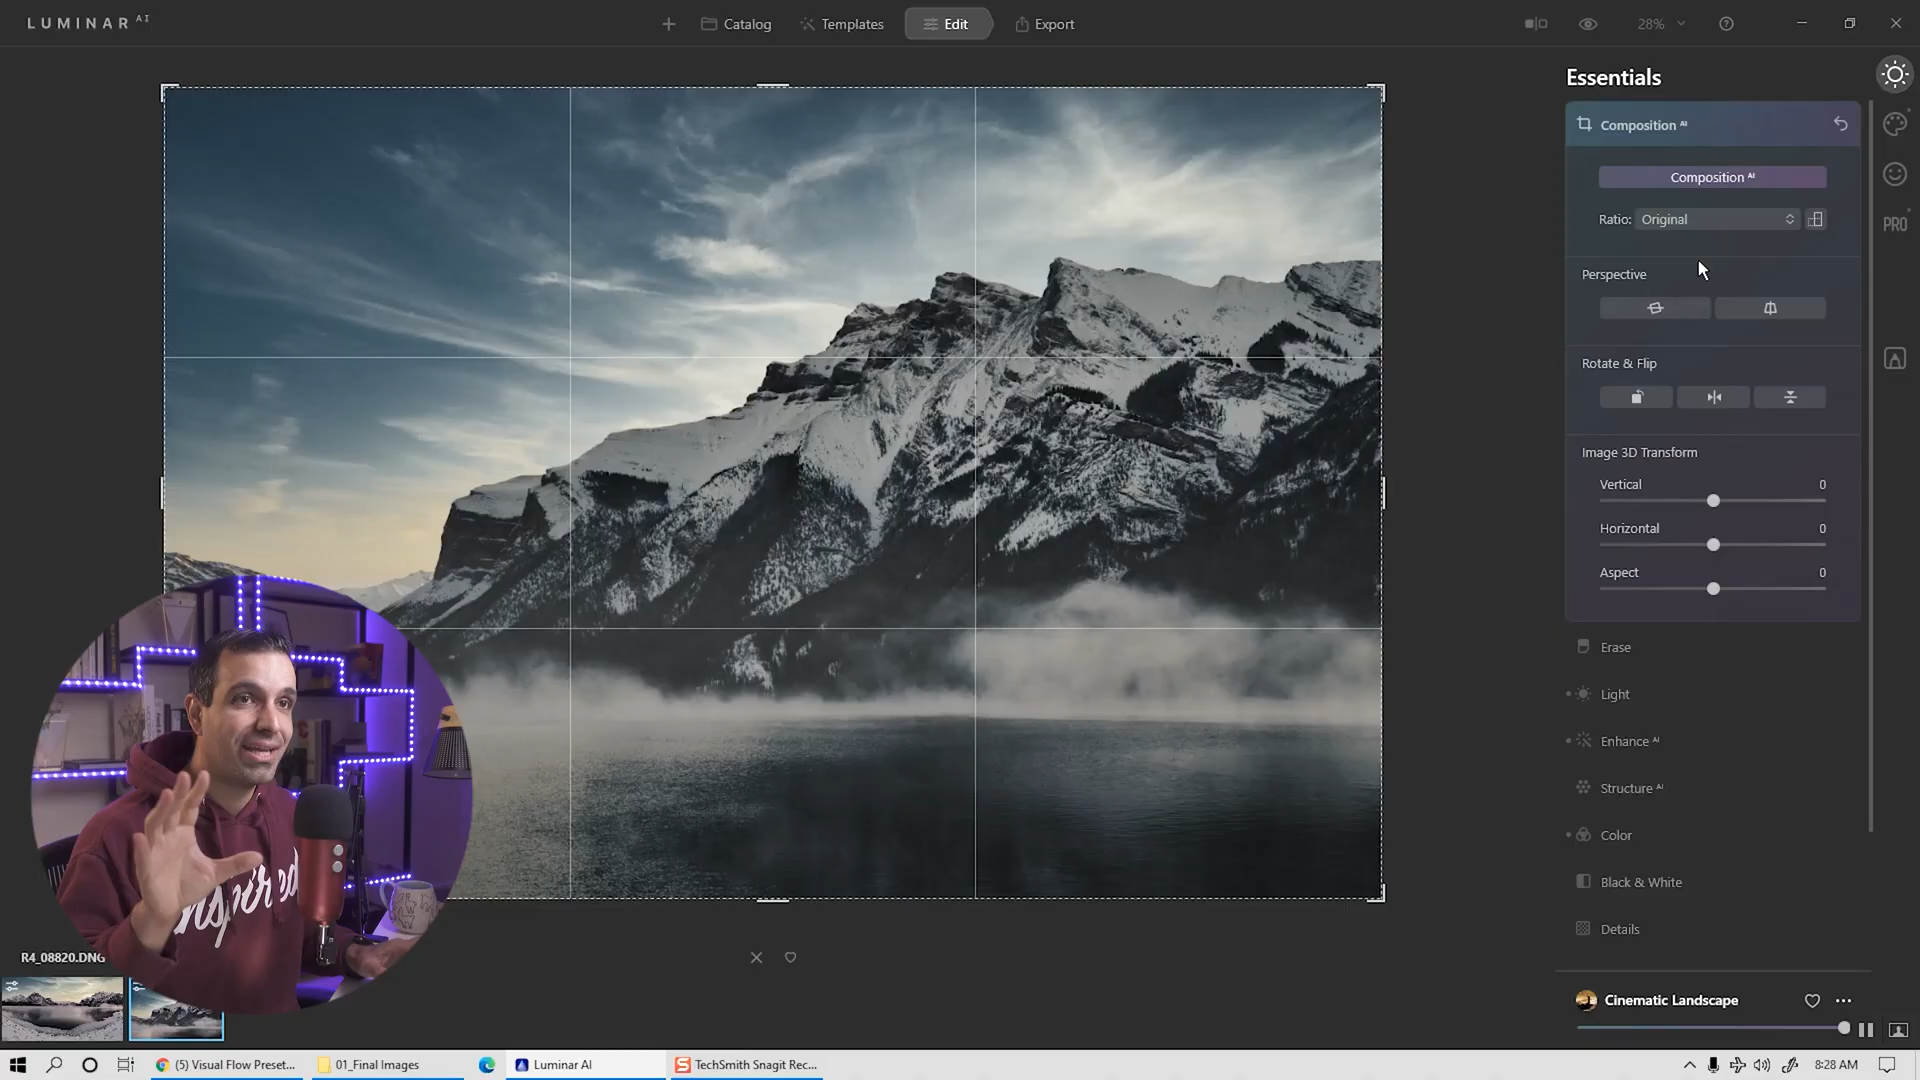 LUMINAR AI
Catalog
Templates
Edit
Export
28%
Essentials
Composition AI
Composition AI
Ratio: Original
Perspective
Rotate & Flip
Image 3D Transform
Vertical 0
Horizontal 0
Aspect 0
Erase
Light
Enhance AI
Structure AI
Color
Black & White
Details
PRO
Cinematic Landscape
R4_08820.DNG
(5) Visual Flow Preset...
01_Final Images
Luminar AI
TechSmith Snagit Rec...
8:28 AM